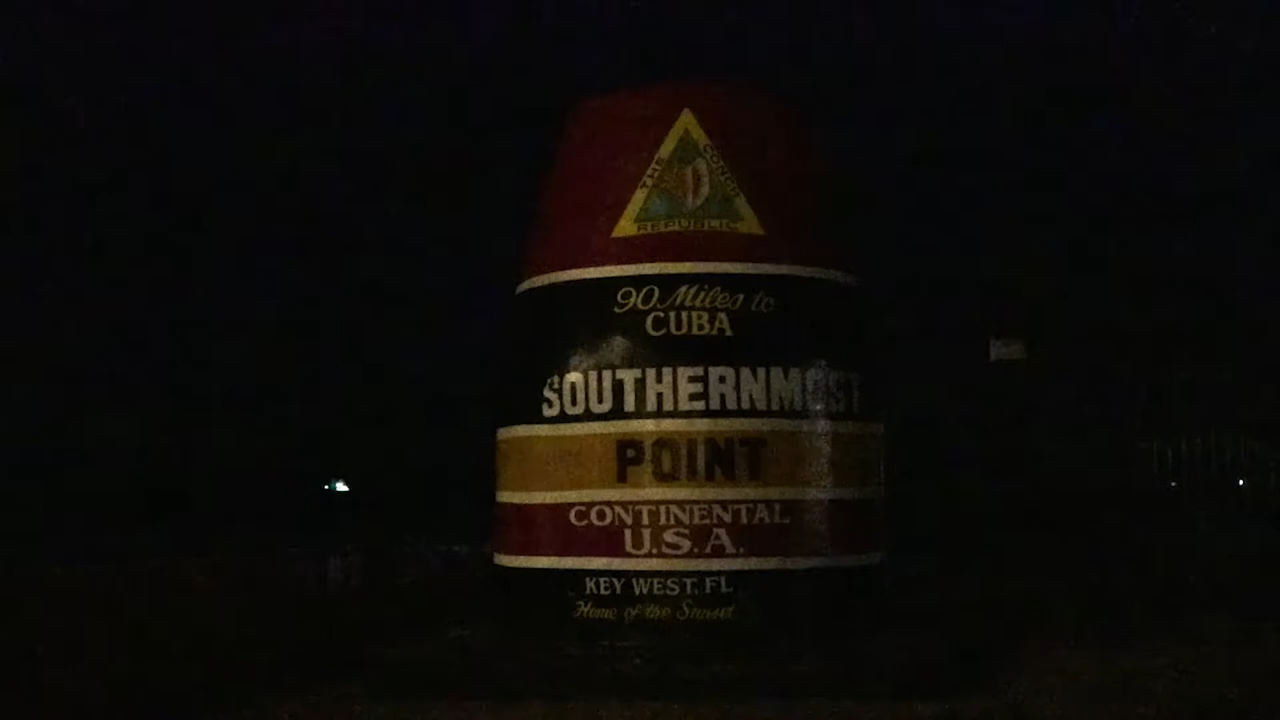 THE CONCH
REPUBLIC
90 Miles to
CUBA
SOUTHERNMOST
POINT
CONTINENTAL
U.S.A.
KEY WEST, FL
Home of the Sunset